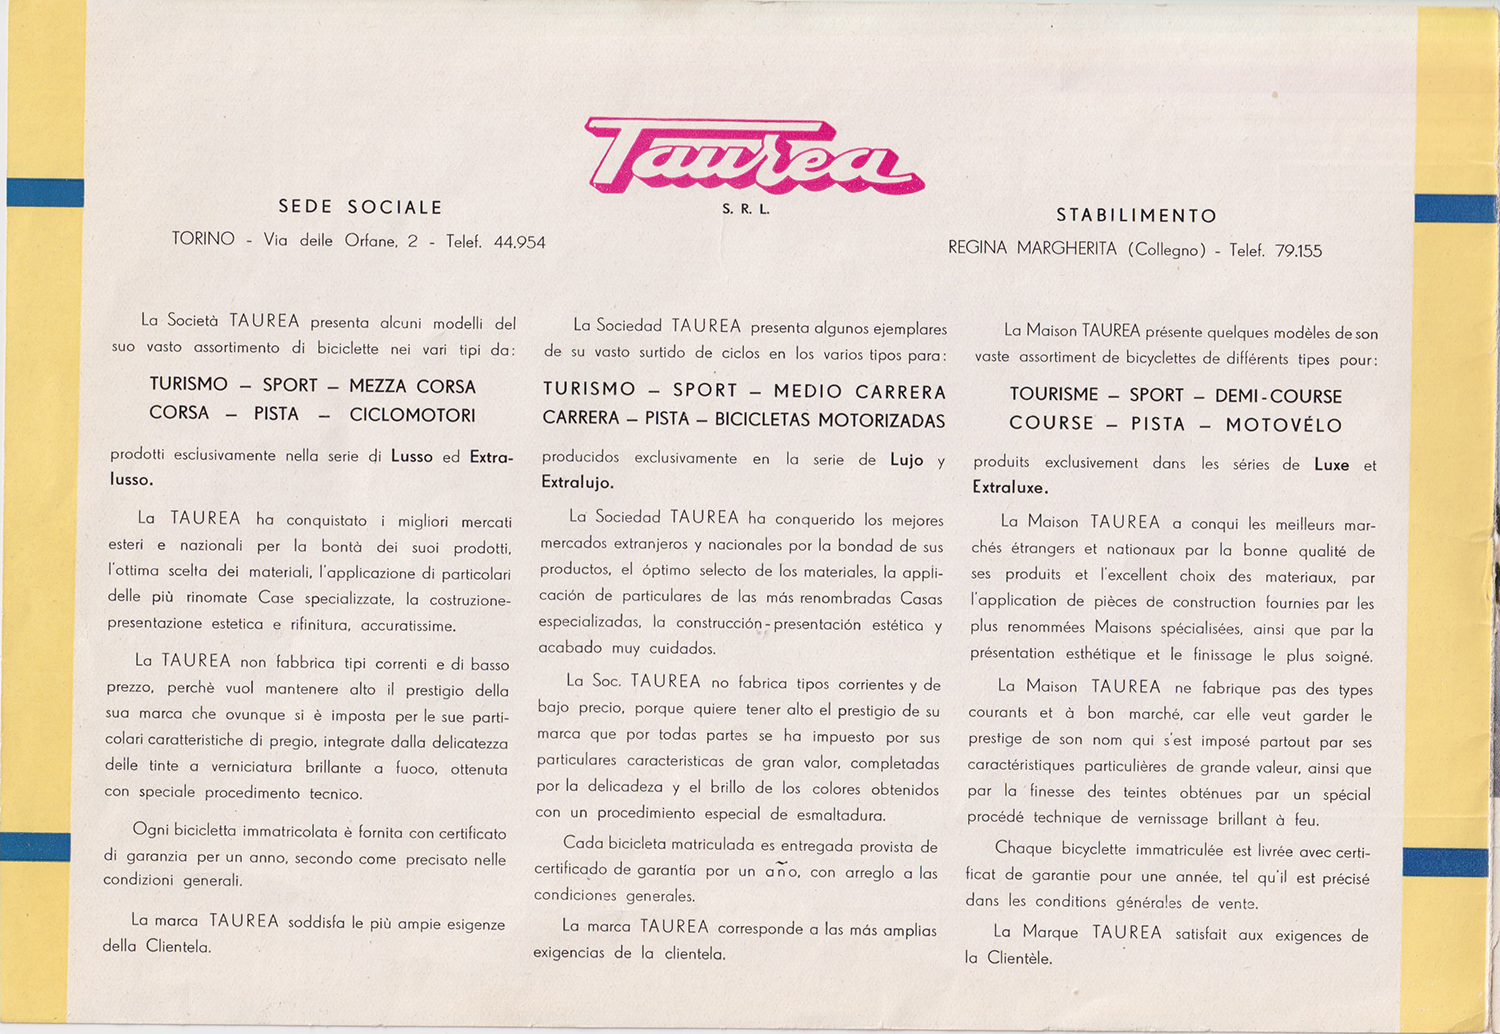 Taurea
S. R. L.
SEDE SOCIALE
TORINO - Via delle Orfane, 2 - Telef. 44.954
STABILIMENTO
REGINA MARGHERITA (Collegno) - Telef. 79.155
La Società TAUREA presenta alcuni modelli del
suo vasto assortimento di biciclette nei vari tipi da:
TURISMO – SPORT – MEZZA CORSA
CORSA – PISTA – CICLOMOTORI
prodotti esclusivamente nella serie di Lusso ed Extra-
lusso.
La TAUREA ha conquistato i migliori mercati
esteri e nazionali per la bontà dei suoi prodotti,
l'ottima scelta dei materiali, l'applicazione di particolari
delle più rinomate Case specializzate, la costruzione-
presentazione estetica e rifinitura, accuratissime.
La TAUREA non fabbrica tipi correnti e di basso
prezzo, perchè vuol mantenere alto il prestigio della
sua marca che ovunque si è imposta per le sue parti-
colari caratteristiche di pregio, integrate dalla delicatezza
delle tinte a verniciatura brillante a fuoco, ottenuta
con speciale procedimento tecnico.
Ogni bicicletta immatricolata è fornita con certificato
di garanzia per un anno, secondo come precisato nelle
condizioni generali.
La marca TAUREA soddisfa le più ampie esigenze
della Clientela.
La Sociedad TAUREA presenta algunos ejemplares
de su vasto surtido de ciclos en los varios tipos para:
TURISMO – SPORT – MEDIO CARRERA
CARRERA – PISTA – BICICLETAS MOTORIZADAS
producidos exclusivamente en la serie de Lujo y
Extralujo.
La Sociedad TAUREA ha conquerido los mejores
mercados extranjeros y nacionales por la bondad de sus
productos, el óptimo selecto de los materiales, la appli-
cación de particulares de las más renombradas Casas
especializadas, la construcción-presentación estética y
acabado muy cuidados.
La Soc. TAUREA no fabrica tipos corrientes y de
bajo precio, porque quiere tener alto el prestigio de su
marca que por todas partes se ha impuesto por sus
particulares caracteristicas de gran valor, completadas
por la delicadeza y el brillo de los colores obtenidos
con un procedimiento especial de esmaltadura.
Cada bicicleta matriculada es entregada provista de
certificado de garantía por un año, con arreglo a las
condiciones generales.
La marca TAUREA corresponde a las más amplias
exigencias de la clientela.
La Maison TAUREA présente quelques modèles de son
vaste assortiment de bicyclettes de différents tipes pour:
TOURISME – SPORT – DEMI-COURSE
COURSE – PISTA – MOTOVÉLO
produits exclusivement dans les séries de Luxe et
Extraluxe.
La Maison TAUREA a conqui les meilleurs mar-
chés étrangers et nationaux par la bonne qualité de
ses produits et l'excellent choix des materiaux, par
l'application de pièces de construction fournies par les
plus renommées Maisons spécialisées, ainsi que par la
présentation esthétique et le finissage le plus soigné.
La Maison TAUREA ne fabrique pas des types
courants et à bon marché, car elle veut garder le
prestige de son nom qui s'est imposé partout par ses
caractéristiques particulières de grande valeur, ainsi que
par la finesse des teintes obténues par un spécial
procédé technique de vernissage brillant à feu.
Chaque bicyclette immatriculée est livrée avec certi-
ficat de garantie pour une année, tel qu'il est précisé
dans les conditions générales de vente.
La Marque TAUREA satisfait aux exigences de
la Clientèle.